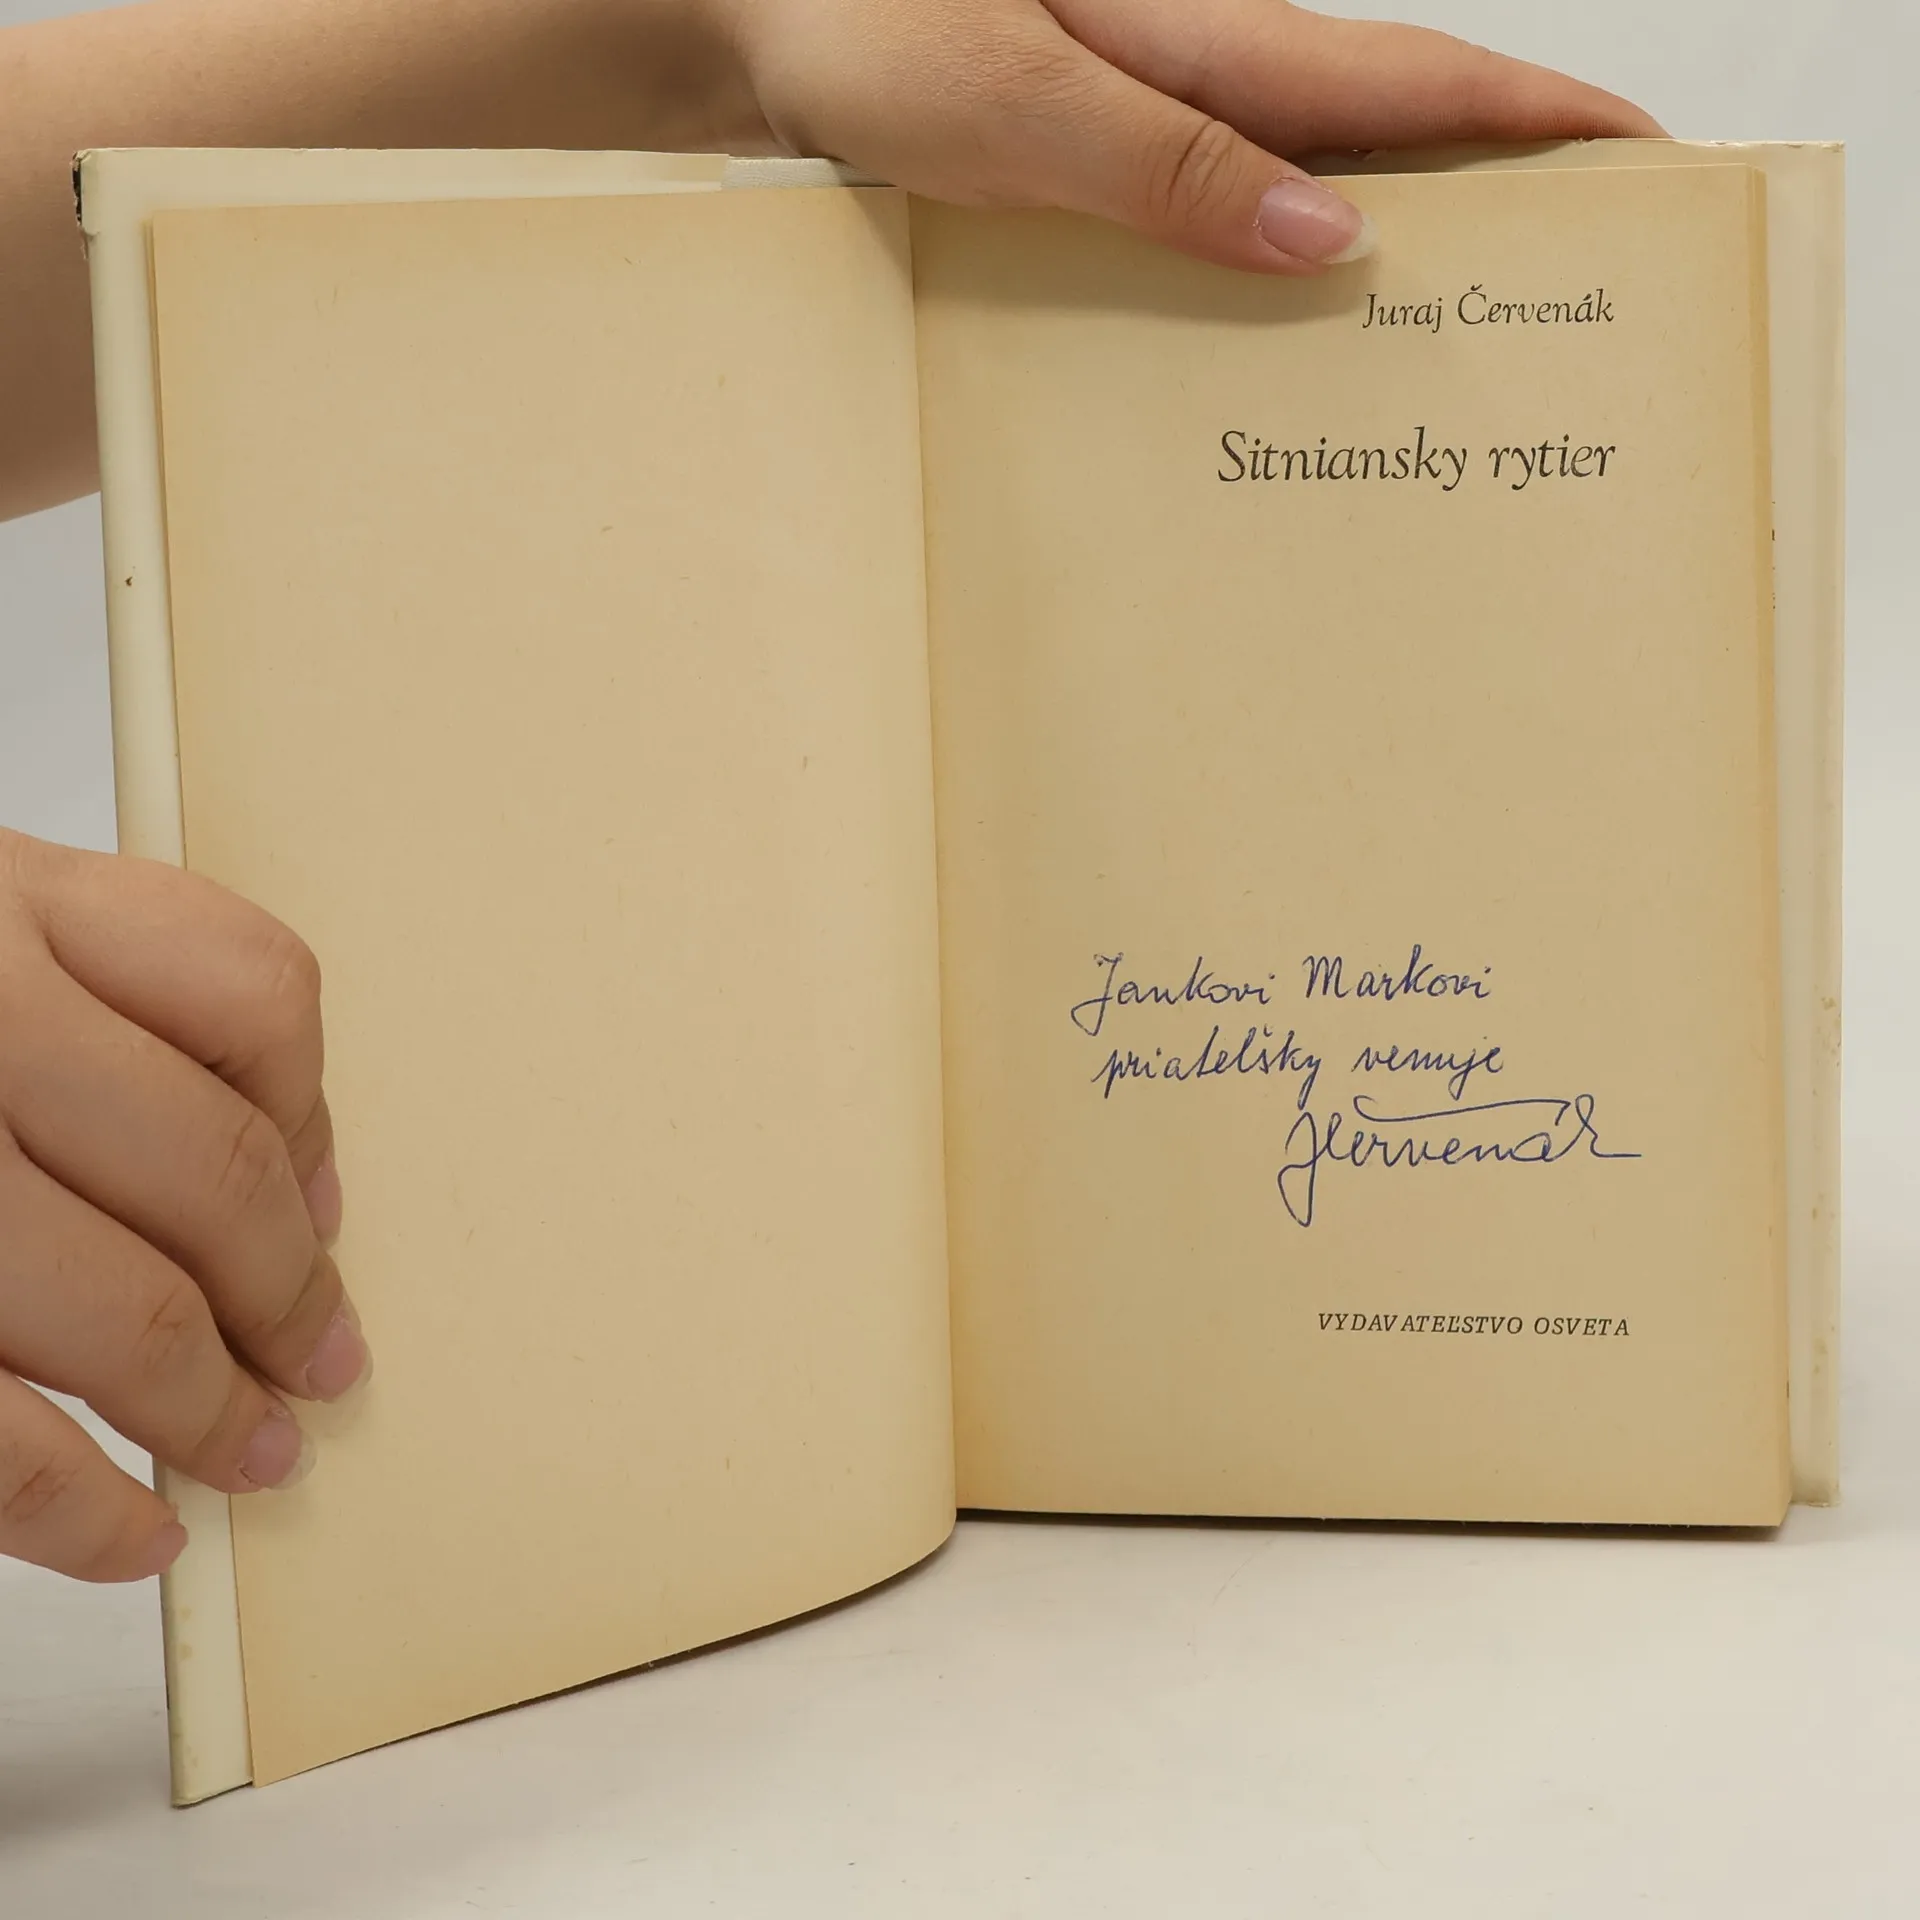 Juraj Červenák
Sitniansky rytier
Jankovi Markovi
priateľsky venuje
JČervenák
VYDAVATEĽSTVO OSVETA